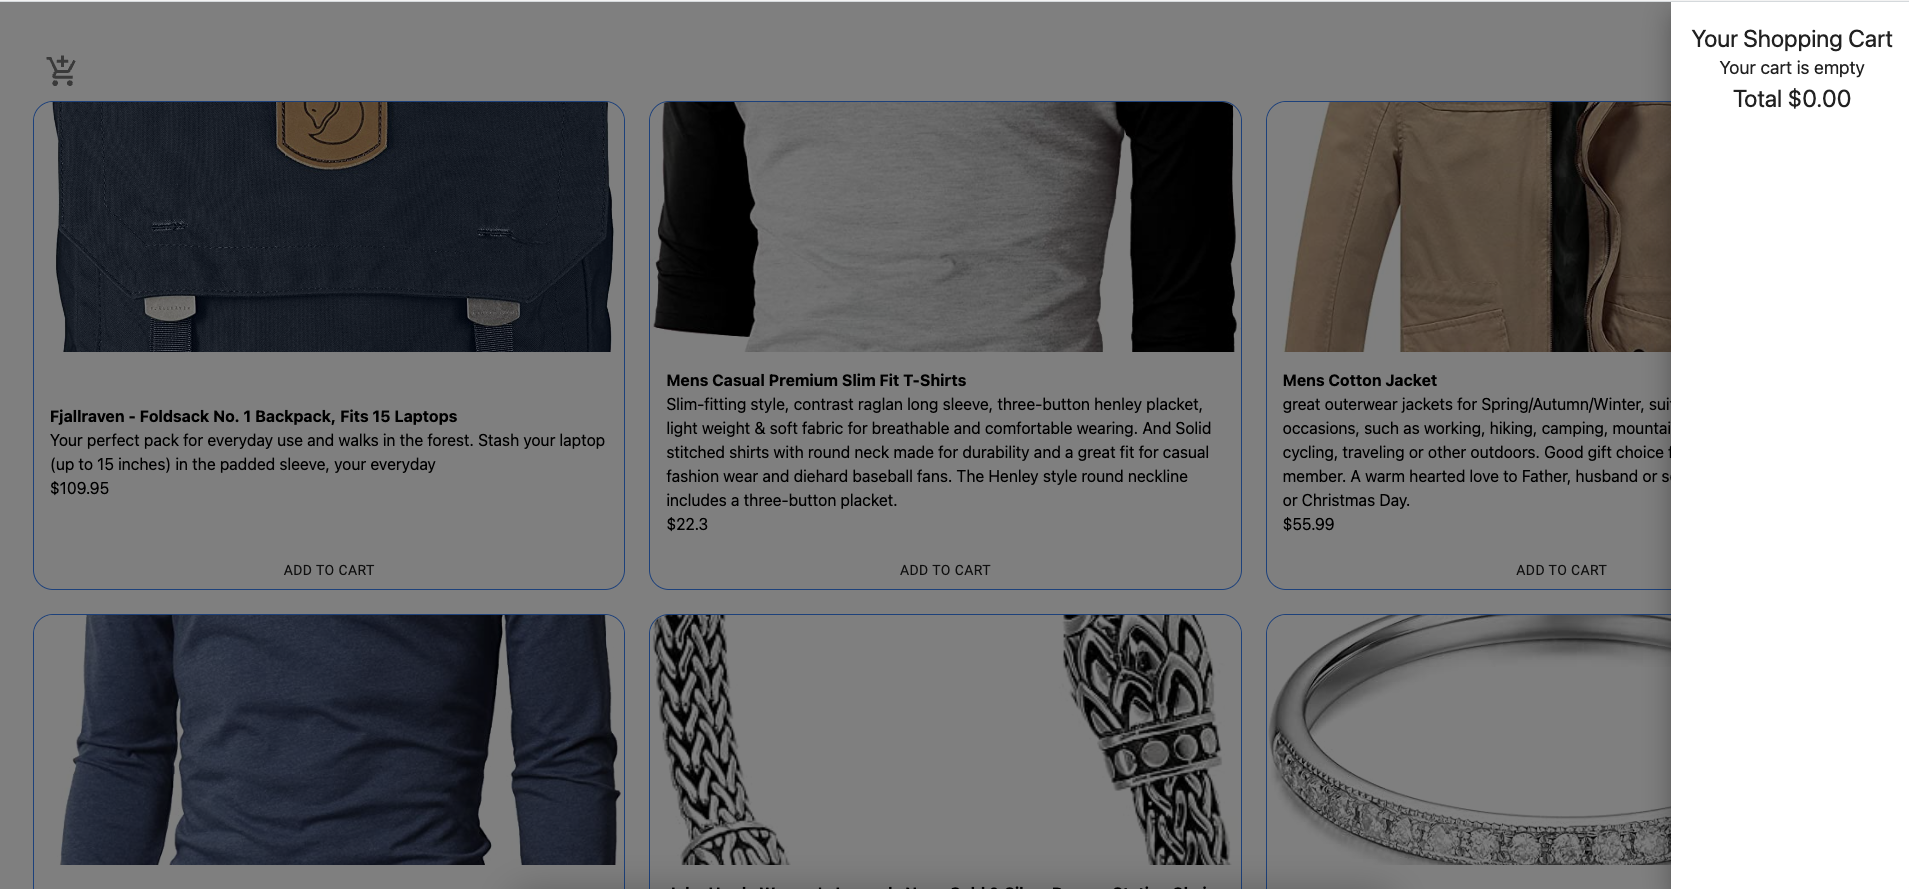 Your Shopping Cart
Your cart is empty
Total $0.00
Fjallraven - Foldsack No. 1 Backpack, Fits 15 Laptops
Your perfect pack for everyday use and walks in the forest. Stash your laptop
(up to 15 inches) in the padded sleeve, your everyday
$109.95
ADD TO CART
Mens Casual Premium Slim Fit T-Shirts
Slim-fitting style, contrast raglan long sleeve, three-button henley placket,
light weight & soft fabric for breathable and comfortable wearing. And Solid
stitched shirts with round neck made for durability and a great fit for casual
fashion wear and diehard baseball fans. The Henley style round neckline
includes a three-button placket.
$22.3
ADD TO CART
Mens Cotton Jacket
great outerwear jackets for Spring/Autumn/Winter,
occasions, such as working, hiking, camping,
cycling, traveling or other outdoors. Good gift choice
member. A warm hearted love to Father, husband or
or Christmas Day.
$55.99
ADD TO CART